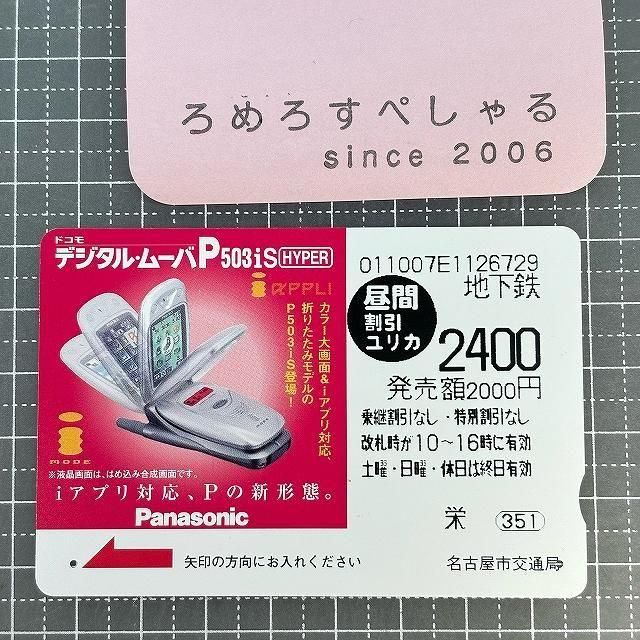 ろめろすぺしゃる
since 2006
ドコモ
デジタル・ムーバP503iS HYPER
i αPPLI
カラー大画面&iアプリ対応、
折りたたみモデルの
P503iS登場!
i
MODE
※液晶画面は、はめ込み合成画面です。
iアプリ対応、Pの新形態。
Panasonic
矢印の方向にお入れください
011007E1126729
地下鉄
昼間
割引
ユリカ
2400
発売額2000円
乗継割引なし・特別割引なし
改札時が10〜16時に有効
土曜・日曜・休日は終日有効
栄 351
名古屋市交通局